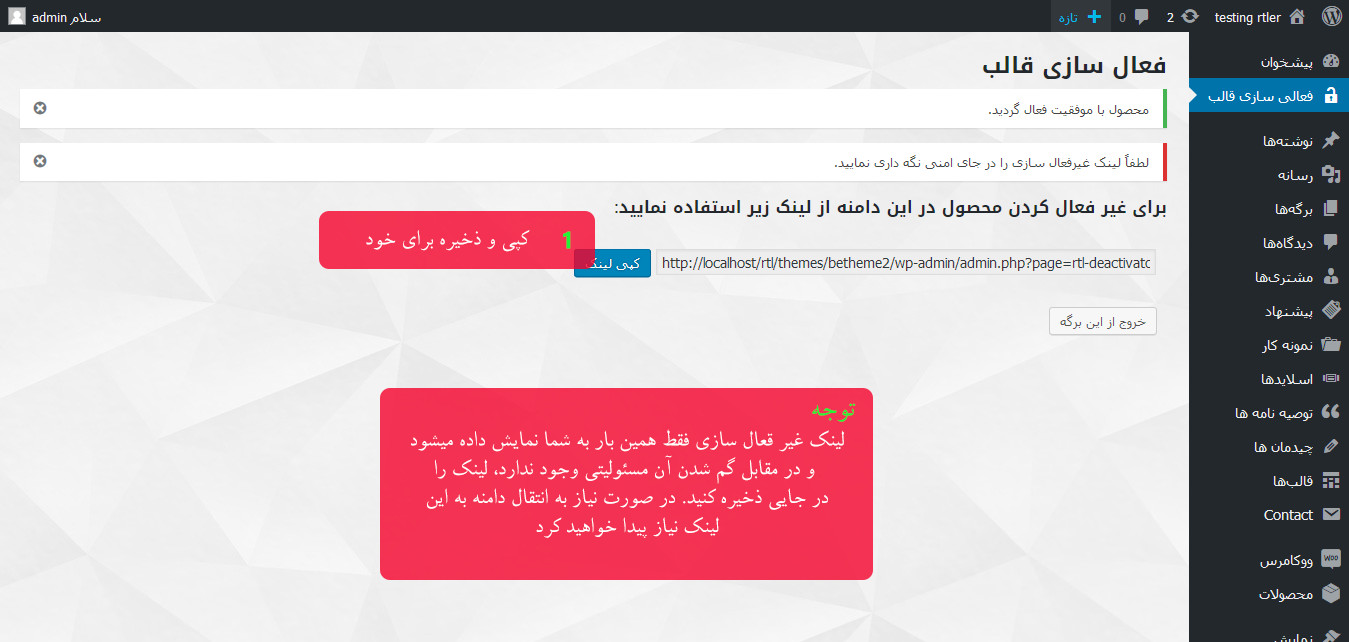 testing rtler
2
0
تازه
سلام admin
پیشخوان
فعالی سازی قالب
نوشته‌ها
رسانه
برگه‌ها
دیدگاه‌ها
مشتری‌ها
پیشنهاد
نمونه کار
اسلایدها
توصیه نامه ها
چیدمان ها
قالب‌ها
Contact
ووکامرس
محصولات
نمایش
فعال سازی قالب
محصول با موفقیت فعال گردید.
لطفاً لینک غیرفعال سازی را در جای امنی نگه داری نمایید.
برای غیر فعال کردن محصول در این دامنه از لینک زیر استفاده نمایید:
1 کپی و ذخیره برای خود
http://localhost/rtl/themes/betheme2/wp-admin/admin.php?page=rtl-deactivatc
کپی لینک
خروج از این برگه
توجه
لینک غیر قعال سازی فقط همین بار به شما نمایش داده میشود
و در مقابل گم شدن آن مسئولیتی وجود ندارد، لینک را
در جایی ذخیره کنید. در صورت نیاز به انتقال دامنه به این
لینک نیاز پیدا خواهید کرد